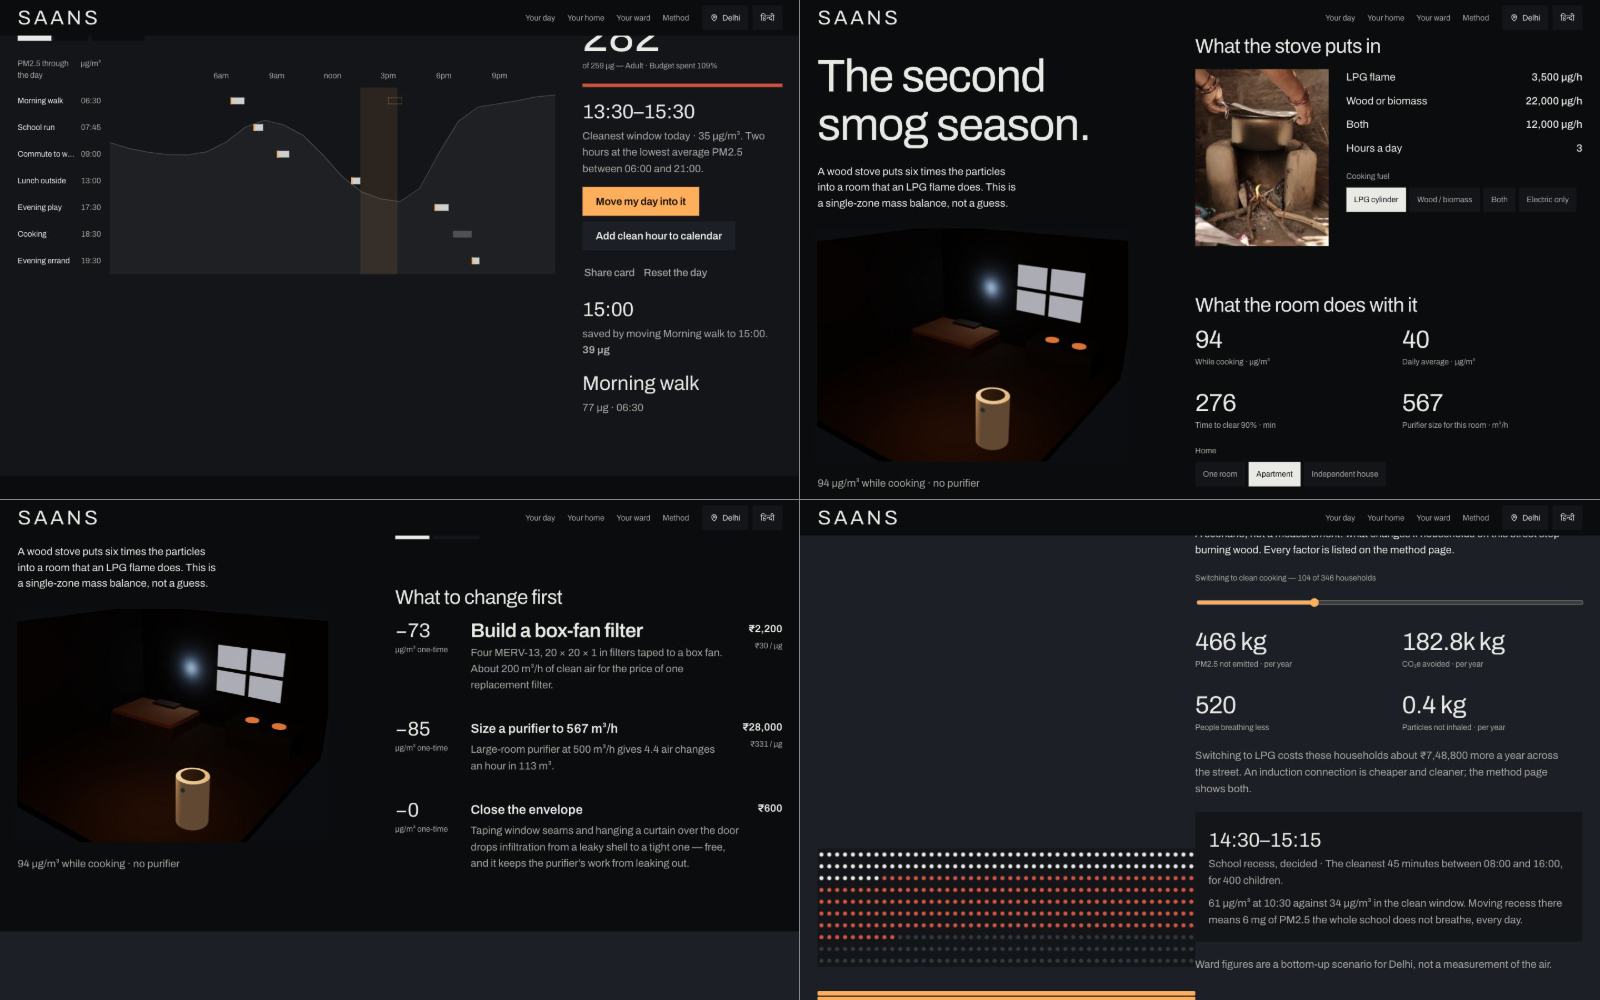 SAANS
Your day Your home Your ward Method Delhi हिन्दी
262
of 259 µg — Adult · Budget spent 109%
PM2.5 through the day µg/m³
6am 9am noon 3pm 6pm 9pm
Morning walk 06:30
School run 07:45
Commute to w... 09:00
Lunch outside 13:00
Evening play 17:30
Cooking 18:30
Evening errand 19:30
13:30–15:30
Cleanest window today · 35 µg/m³. Two
hours at the lowest average PM2.5
between 06:00 and 21:00.
Move my day into it
Add clean hour to calendar
Share card Reset the day
15:00
saved by moving Morning walk to 15:00.
39 µg
Morning walk
77 µg · 06:30
SAANS
Your day Your home Your ward Method Delhi हिन्दी
The second
smog season.
A wood stove puts six times the particles
into a room that an LPG flame does. This is
a single-zone mass balance, not a guess.
94 µg/m³ while cooking · no purifier
What the stove puts in
LPG flame 3,500 µg/h
Wood or biomass 22,000 µg/h
Both 12,000 µg/h
Hours a day 3
Cooking fuel
LPG cylinder Wood / biomass Both Electric only
What the room does with it
94 40
While cooking · µg/m³ Daily average · µg/m³
276 567
Time to clear 90% · min Purifier size for this room · m³/h
Home
One room Apartment Independent house
SAANS
Your day Your home Your ward Method Delhi हिन्दी
A wood stove puts six times the particles
into a room that an LPG flame does. This is
a single-zone mass balance, not a guess.
94 µg/m³ while cooking · no purifier
What to change first
–73 Build a box-fan filter ₹2,200
µg/m³ one-time ₹30 / µg
Four MERV-13, 20 × 20 × 1 in filters taped to a box fan.
About 200 m³/h of clean air for the price of one
replacement filter.
–85 Size a purifier to 567 m³/h ₹28,000
µg/m³ one-time ₹331 / µg
Large-room purifier at 500 m³/h gives 4.4 air changes
an hour in 113 m³.
–0 Close the envelope ₹600
µg/m³ one-time
Taping window seams and hanging a curtain over the door
drops infiltration from a leaky shell to a tight one — free,
and it keeps the purifier's work from leaking out.
SAANS
Your day Your home Your ward Method Delhi हिन्दी
burning wood. Every factor is listed on the method page.
Switching to clean cooking — 104 of 346 households
466 kg 182.8k kg
PM2.5 not emitted · per year CO₂e avoided · per year
520 0.4 kg
People breathing less Particles not inhaled · per year
Switching to LPG costs these households about ₹7,48,800 more a year across
the street. An induction connection is cheaper and cleaner; the method page
shows both.
14:30–15:15
School recess, decided · The cleanest 45 minutes between 08:00 and 16:00,
for 400 children.
61 µg/m³ at 10:30 against 34 µg/m³ in the clean window. Moving recess there
means 6 mg of PM2.5 the whole school does not breathe, every day.
Ward figures are a bottom-up scenario for Delhi, not a measurement of the air.